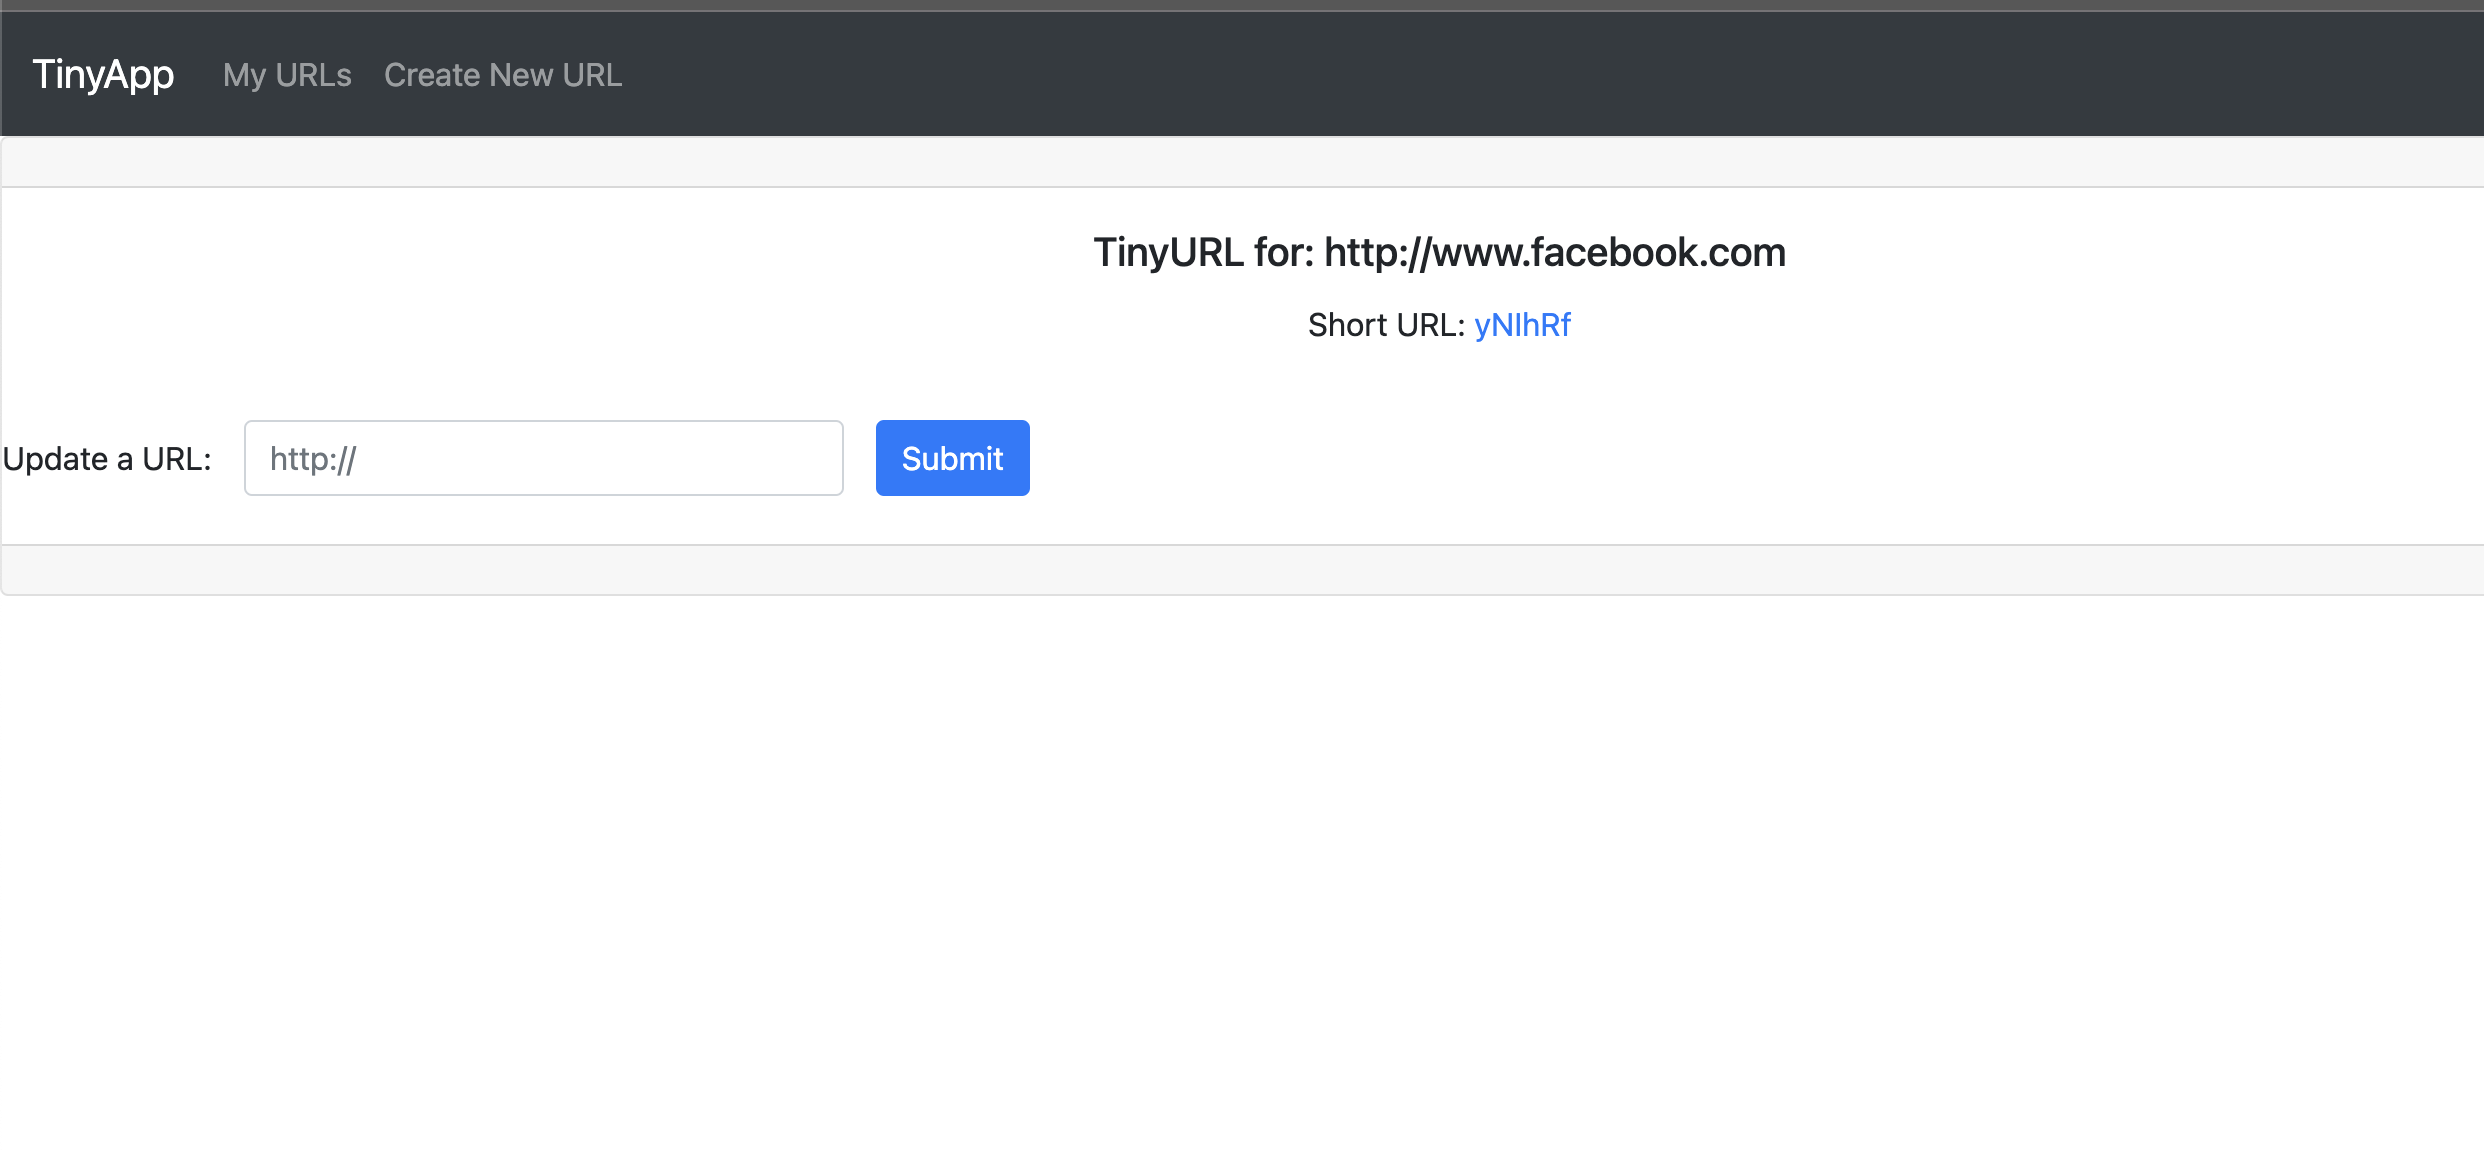 TinyApp My URLs Create New URL
TinyURL for: http://www.facebook.com
Short URL: yNlhRf
Update a URL: http:// Submit